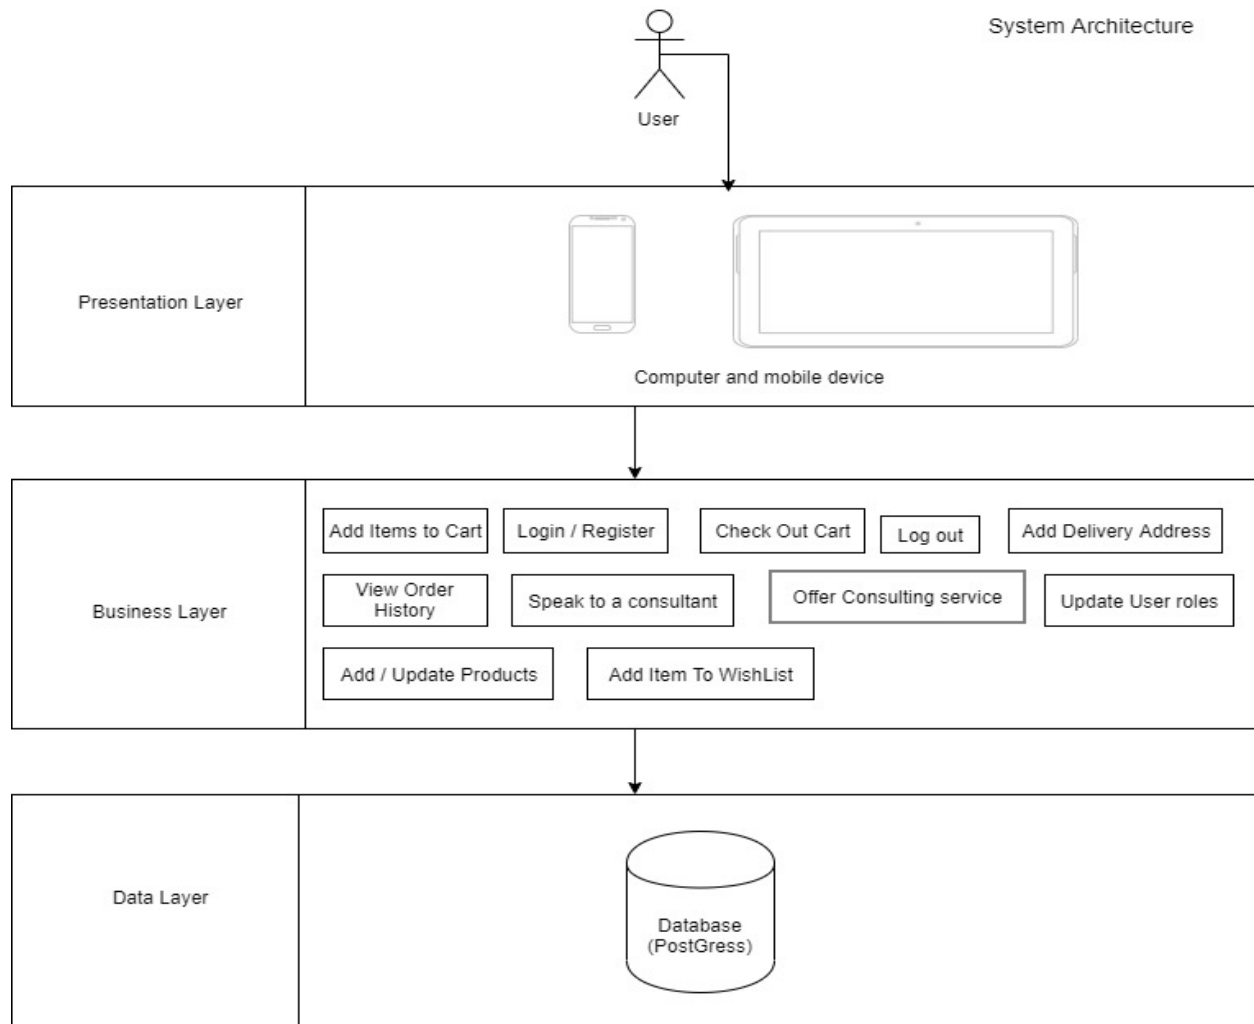 System Architecture
User
Presentation Layer
Computer and mobile device
Business Layer
Add Items to Cart
Login / Register
Check Out Cart
Log out
Add Delivery Address
View Order
History
Speak to a consultant
Offer Consulting service
Update User roles
Add / Update Products
Add Item To WishList
Data Layer
Database
(PostGress)